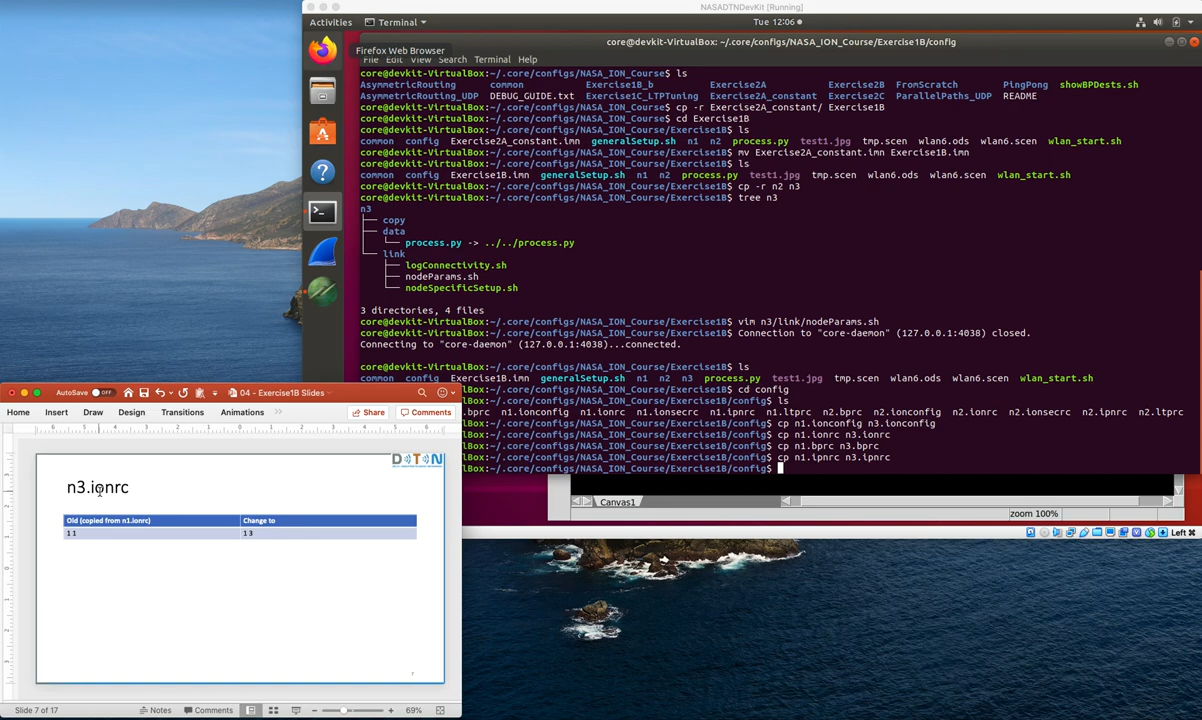 NASADTNDevKit [Running]
Activities Terminal Tue 12:06
Firefox Web Browser
core@devkit-VirtualBox: ~/.core/configs/NASA_ION_Course/Exercise1B/config
File Edit View Search Terminal Help
core@devkit-VirtualBox:~/.core/configs/NASA_ION_Course$ ls
AsymmetricRouting common Exercise1B_b Exercise2A Exercise2B FromScratch PingPong showBPDests.sh
AsymmetricRouting_UDP DEBUG_GUIDE.txt Exercise1C_LTPTuning Exercise2A_constant Exercise2C ParallelPaths_UDP README
core@devkit-VirtualBox:~/.core/configs/NASA_ION_Course$ cp -r Exercise2A_constant/ Exercise1B
core@devkit-VirtualBox:~/.core/configs/NASA_ION_Course$ cd Exercise1B
core@devkit-VirtualBox:~/.core/configs/NASA_ION_Course/Exercise1B$ ls
common config Exercise2A_constant.imn generalSetup.sh n1 n2 process.py test1.jpg tmp.scen wlan6.ods wlan6.scen wlan_start.sh
core@devkit-VirtualBox:~/.core/configs/NASA_ION_Course/Exercise1B$ mv Exercise2A_constant.imn Exercise1B.imn
core@devkit-VirtualBox:~/.core/configs/NASA_ION_Course/Exercise1B$ ls
common config Exercise1B.imn generalSetup.sh n1 n2 process.py test1.jpg tmp.scen wlan6.ods wlan6.scen wlan_start.sh
core@devkit-VirtualBox:~/.core/configs/NASA_ION_Course/Exercise1B$ cp -r n2 n3
core@devkit-VirtualBox:~/.core/configs/NASA_ION_Course/Exercise1B$ tree n3
n3
├── copy
├── data
│   └── process.py -> ../../process.py
└── link
    ├── logConnectivity.sh
    ├── nodeParams.sh
    └── nodeSpecificSetup.sh
3 directories, 4 files
core@devkit-VirtualBox:~/.core/configs/NASA_ION_Course/Exercise1B$ vim n3/link/nodeParams.sh
core@devkit-VirtualBox:~/.core/configs/NASA_ION_Course/Exercise1B$ Connection to "core-daemon" (127.0.0.1:4038) closed.
Connecting to "core-daemon" (127.0.0.1:4038)...connected.
core@devkit-VirtualBox:~/.core/configs/NASA_ION_Course/Exercise1B$ ls
common config Exercise1B.imn generalSetup.sh n1 n2 n3 process.py test1.jpg tmp.scen wlan6.ods wlan6.scen wlan_start.sh
core@devkit-VirtualBox:~/.core/configs/NASA_ION_Course/Exercise1B$ cd config
lBox:~/.core/configs/NASA_ION_Course/Exercise1B/config$ ls
.bprc n1.ionconfig n1.ionrc n1.ionsecrc n1.ipnrc n1.ltprc n2.bprc n2.ionconfig n2.ionrc n2.ionsecrc n2.ipnrc n2.ltprc
lBox:~/.core/configs/NASA_ION_Course/Exercise1B/config$ cp n1.ionconfig n3.ionconfig
lBox:~/.core/configs/NASA_ION_Course/Exercise1B/config$ cp n1.ionrc n3.ionrc
lBox:~/.core/configs/NASA_ION_Course/Exercise1B/config$ cp n1.bprc n3.bprc
lBox:~/.core/configs/NASA_ION_Course/Exercise1B/config$ cp n1.ipnrc n3.ipnrc
lBox:~/.core/configs/NASA_ION_Course/Exercise1B/config$
Canvas1
zoom 100%
Left ⌘
AutoSave OFF 04 - Exercise1B Slides
Home Insert Draw Design Transitions Animations Share Comments
DTN
n3.ionrc
Old (copied from n1.ionrc) Change to
1 1 1 3
7
Slide 7 of 17 Notes Comments 69%